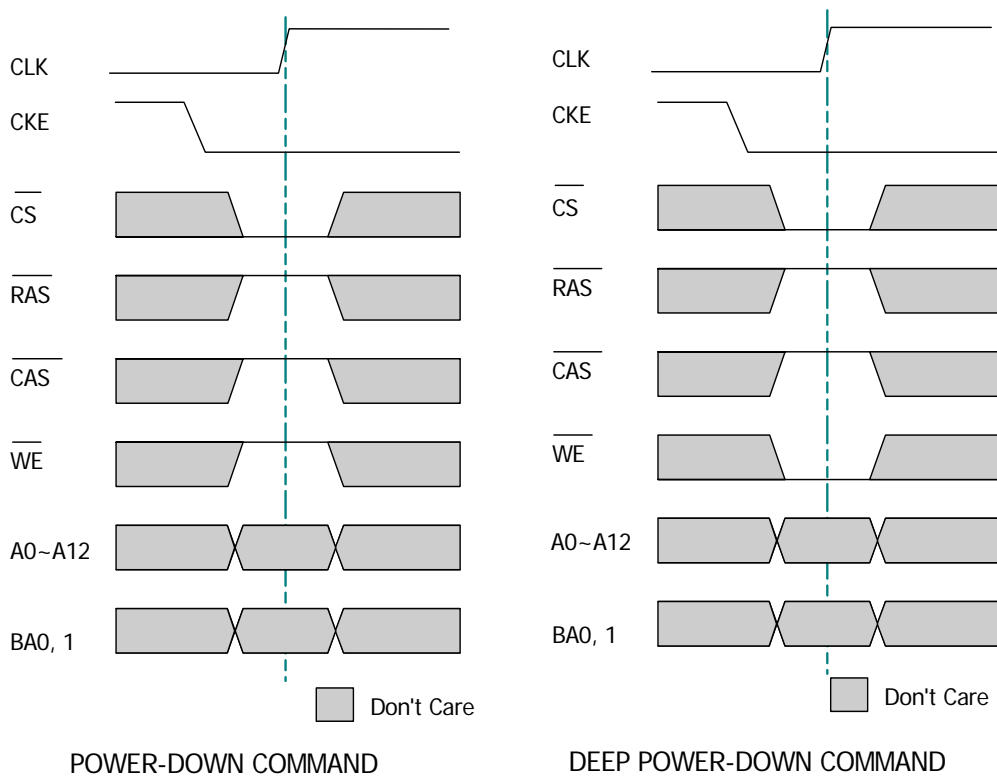 CLK
CKE
CS
RAS
CAS
WE
A0~A12
BA0, 1
Don't Care
POWER-DOWN COMMAND
CLK
CKE
CS
RAS
CAS
WE
A0~A12
BA0, 1
Don't Care
DEEP POWER-DOWN COMMAND